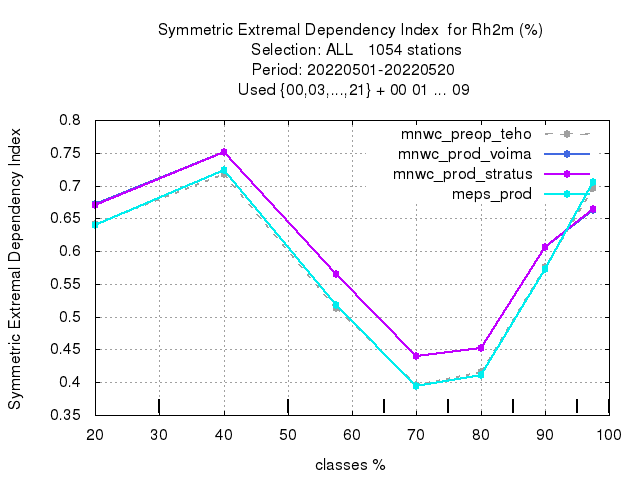 Symmetric Extremal Dependency Index  for Rh2m (%)
Selection: ALL   1054 stations
Period: 20220501-20220520
Used {00,03,...,21} + 00 01 ... 09
Symmetric Extremal Dependency Index
0.8
0.75
0.7
0.65
0.6
0.55
0.5
0.45
0.4
0.35
mnwc_preop_teho
mnwc_prod_voima
mnwc_prod_stratus
meps_prod
20 30 40 50 60 70 80 90 100
classes %